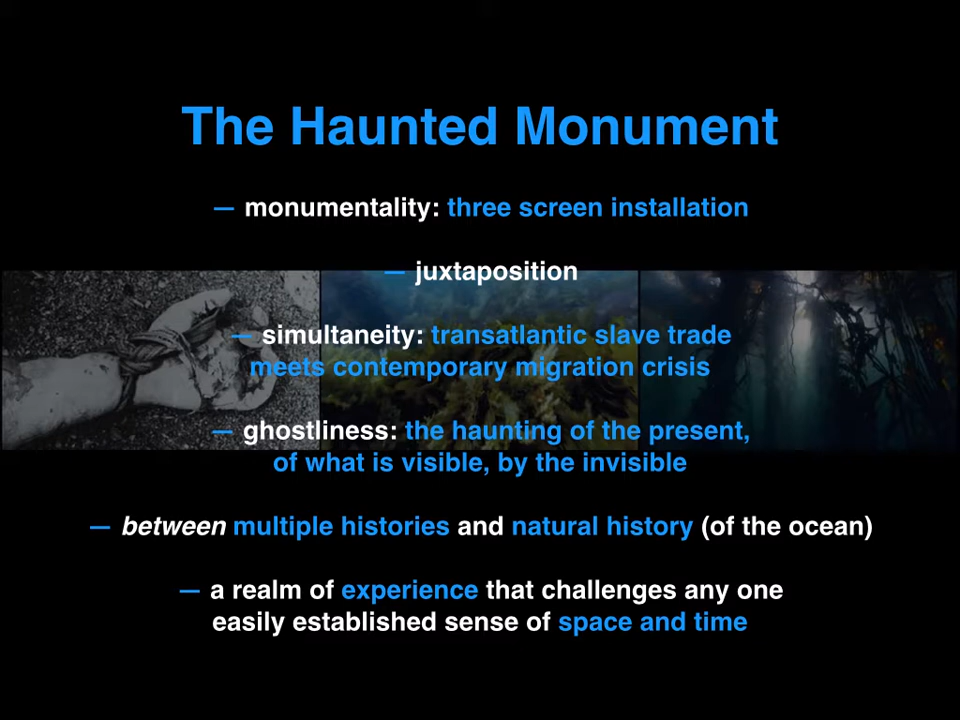 The Haunted Monument
— monumentality: three screen installation
— juxtaposition
— simultaneity: transatlantic slave trade
meets contemporary migration crisis
— ghostliness: the haunting of the present,
of what is visible, by the invisible
— between multiple histories and natural history (of the ocean)
— a realm of experience that challenges any one
easily established sense of space and time